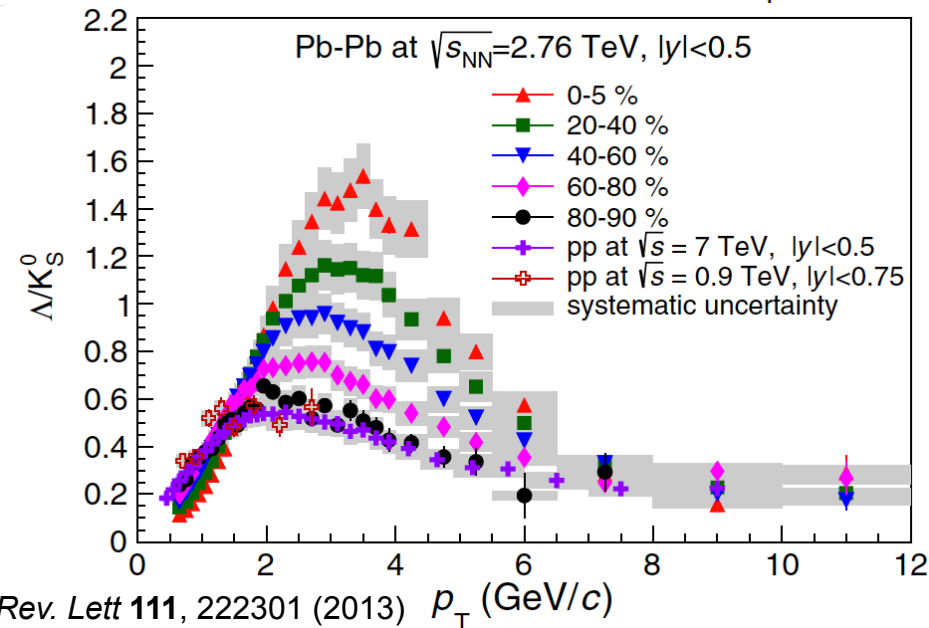 Pb-Pb at √sNN=2.76 TeV, |y|<0.5
0-5 %
20-40 %
40-60 %
60-80 %
80-90 %
pp at √s = 7 TeV, |y|<0.5
pp at √s = 0.9 TeV, |y|<0.75
systematic uncertainty
Λ/K0S
2.2
2
1.8
1.6
1.4
1.2
1
0.8
0.6
0.4
0.2
0
0 2 4 6 8 10 12
Rev. Lett 111, 222301 (2013) pT (GeV/c)